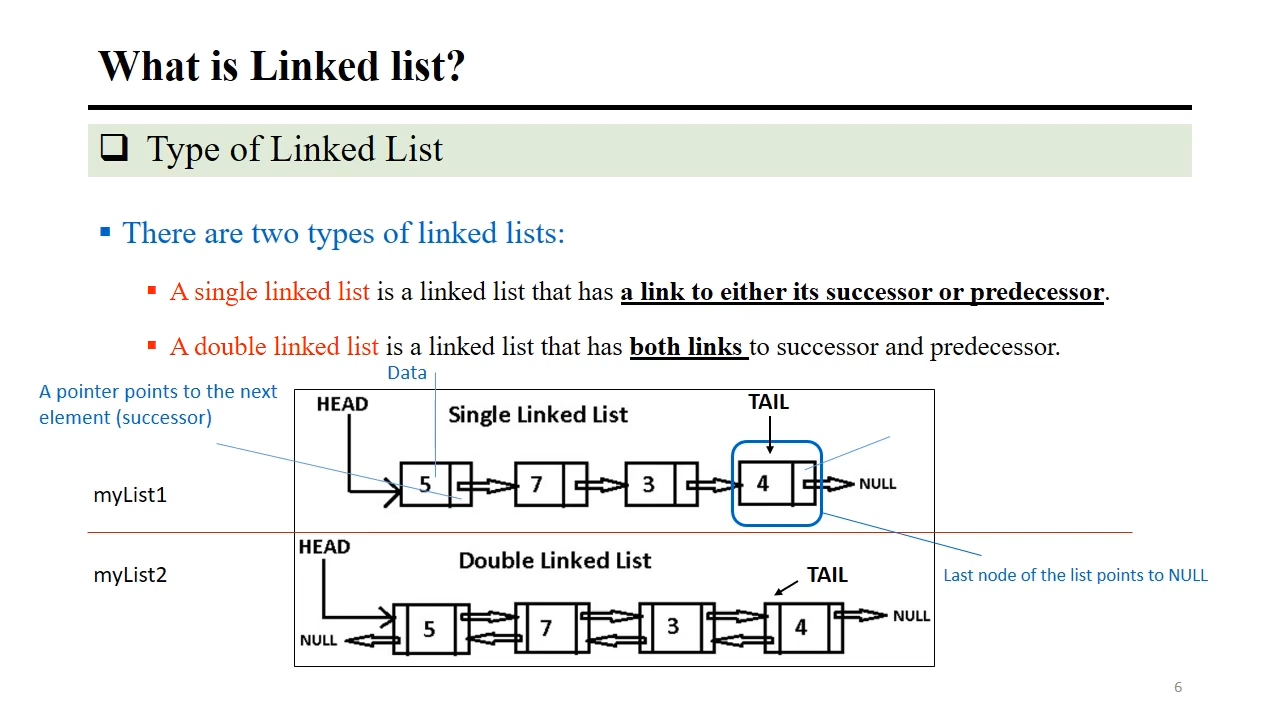 What is Linked list?
❑ Type of Linked List
▪ There are two types of linked lists:
▪ A single linked list is a linked list that has a link to either its successor or predecessor.
▪ A double linked list is a linked list that has both links to successor and predecessor.
Data
A pointer points to the next
element (successor)
HEAD
Single Linked List
TAIL
myList1
5
7
3
4
NULL
HEAD
Double Linked List
TAIL
myList2
Last node of the list points to NULL
NULL
5
7
3
4
NULL
6